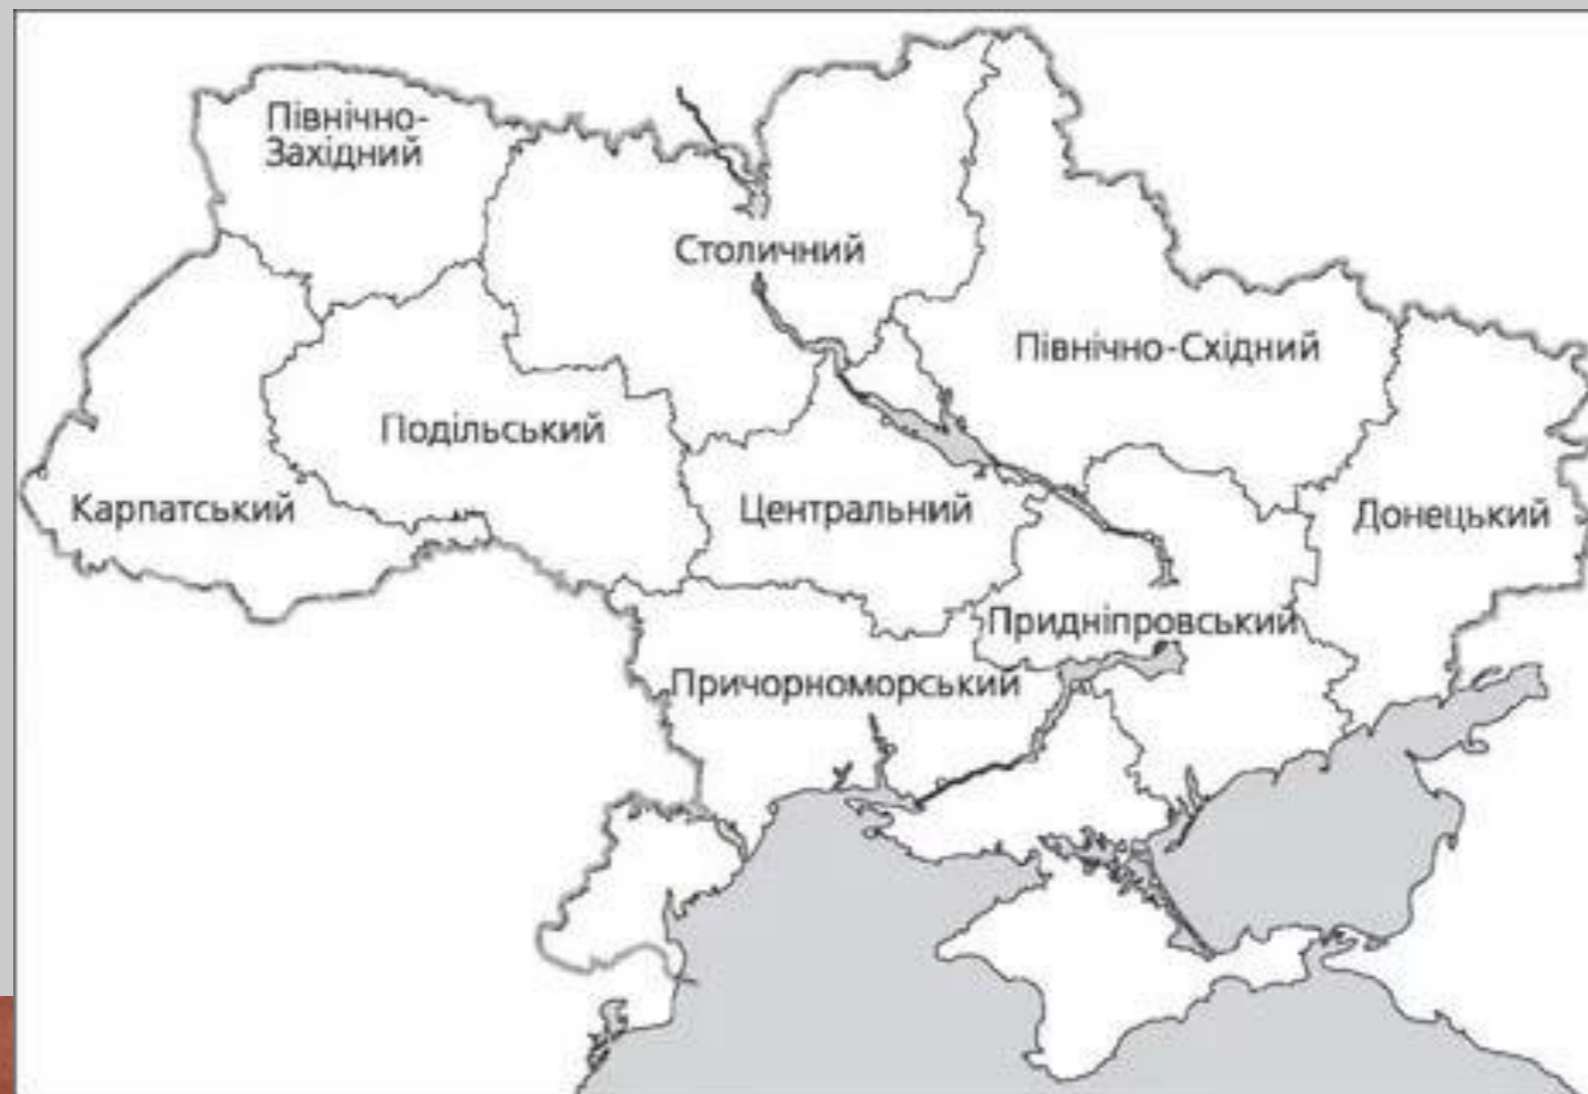 Північно-
Західний
Столичний
Північно-Східний
Подільський
Карпатський
Центральний
Донецький
Придніпровський
Причорноморський